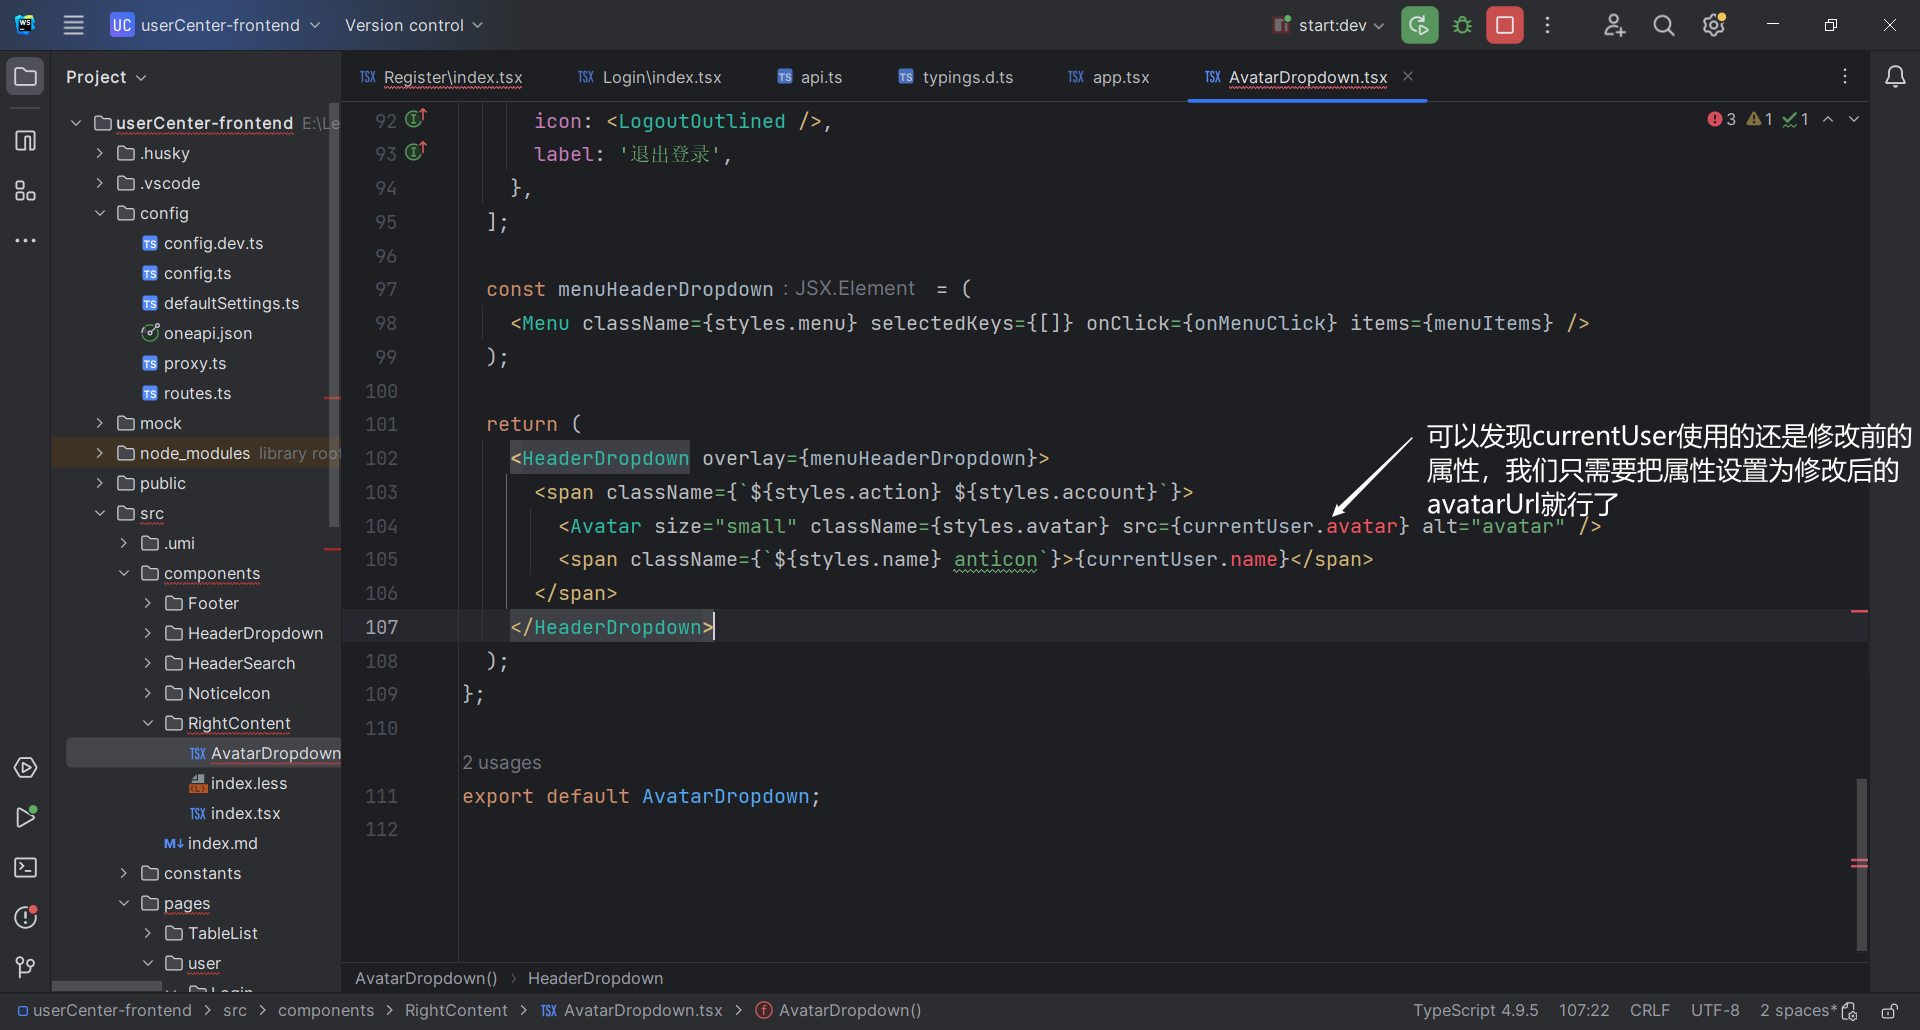 UC userCenter-frontend Version control start:dev
Project
Register\index.tsx Login\index.tsx api.ts typings.d.ts app.tsx AvatarDropdown.tsx
userCenter-frontend E:\Le
.husky
.vscode
config
config.dev.ts
config.ts
defaultSettings.ts
oneapi.json
proxy.ts
routes.ts
mock
node_modules library root
public
src
.umi
components
Footer
HeaderDropdown
HeaderSearch
NoticeIcon
RightContent
AvatarDropdown
index.less
index.tsx
index.md
constants
pages
TableList
user
Login
3 1 1
92 icon: <LogoutOutlined />,
93 label: '退出登录',
94 },
95 ];
96
97 const menuHeaderDropdown : JSX.Element = (
98 <Menu className={styles.menu} selectedKeys={[]} onClick={onMenuClick} items={menuItems} />
99 );
100
101 return (
102 <HeaderDropdown overlay={menuHeaderDropdown}>
103 <span className={`${styles.action} ${styles.account}`}>
104 <Avatar size="small" className={styles.avatar} src={currentUser.avatar} alt="avatar" />
105 <span className={`${styles.name} anticon`}>{currentUser.name}</span>
106 </span>
107 </HeaderDropdown>
108 );
109 };
110
2 usages
111 export default AvatarDropdown;
112
可以发现currentUser使用的还是修改前的
属性，我们只需要把属性设置为修改后的
avatarUrl就行了
AvatarDropdown() HeaderDropdown
userCenter-frontend src components RightContent AvatarDropdown.tsx AvatarDropdown()
TypeScript 4.9.5 107:22 CRLF UTF-8 2 spaces*